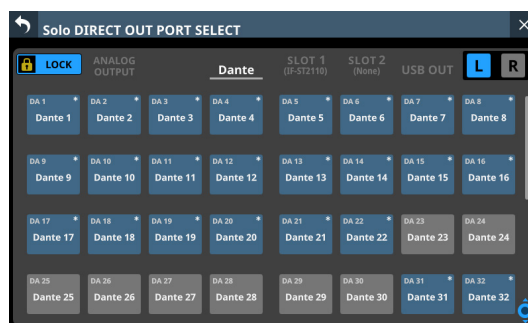 Solo DIRECT OUT PORT SELECT
LOCK ANALOG OUTPUT Dante SLOT 1 (IF-ST2110) SLOT 2 (None) USB OUT L R
DA 1 * DA 2 * DA 3 * DA 4 * DA 5 * DA 6 * DA 7 * DA 8 *
Dante 1 Dante 2 Dante 3 Dante 4 Dante 5 Dante 6 Dante 7 Dante 8
DA 9 * DA 10 * DA 11 * DA 12 * DA 13 * DA 14 * DA 15 * DA 16 *
Dante 9 Dante 10 Dante 11 Dante 12 Dante 13 Dante 14 Dante 15 Dante 16
DA 17 * DA 18 * DA 19 * DA 20 * DA 21 * DA 22 * DA 23 DA 24
Dante 17 Dante 18 Dante 19 Dante 20 Dante 21 Dante 22 Dante 23 Dante 24
DA 25 DA 26 DA 27 DA 28 DA 29 DA 30 DA 31 * DA 32 *
Dante 25 Dante 26 Dante 27 Dante 28 Dante 29 Dante 30 Dante 31 Dante 32